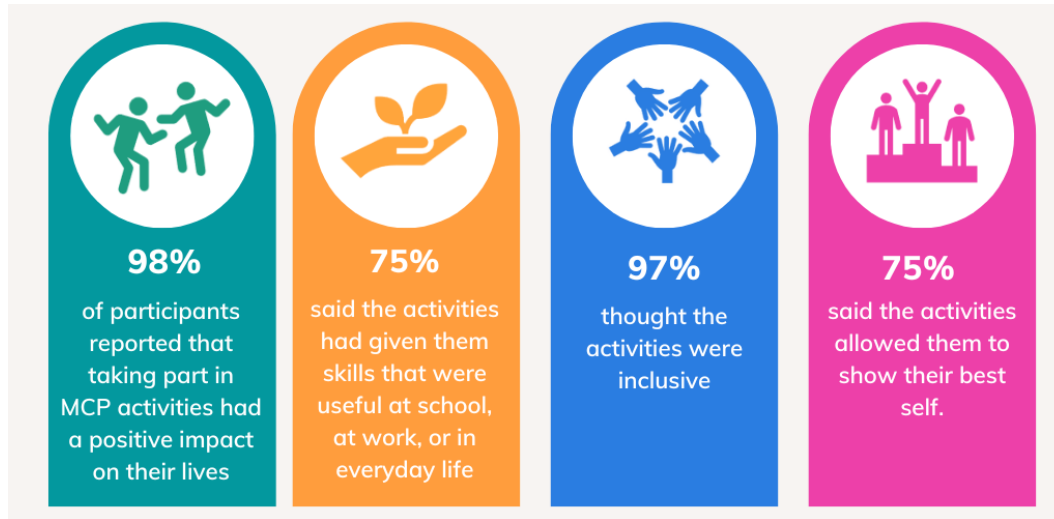 98%
of participants
reported that
taking part in
MCP activities had
a positive impact
on their lives
75%
said the activities
had given them
skills that were
useful at school,
at work, or in
everyday life
97%
thought the
activities were
inclusive
75%
said the activities
allowed them to
show their best
self.